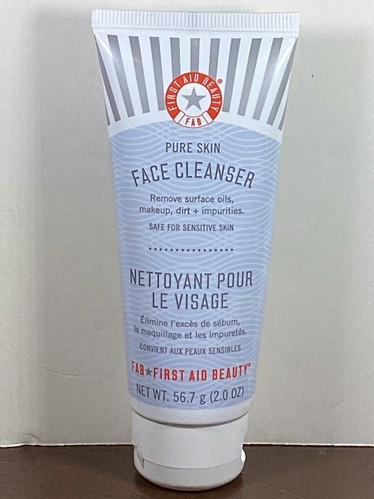 FIRST AID BEAUTY®
FAB
PURE SKIN
FACE CLEANSER
Remove surface oils,
makeup, dirt + impurities.
SAFE FOR SENSITIVE SKIN
NETTOYANT POUR
LE VISAGE
Élimine l'excès de sébum,
le maquillage et les impuretés.
CONVIENT AUX PEAUX SENSIBLES
FAB★FIRST AID BEAUTY®
NET WT. 56.7 g (2.0 OZ)